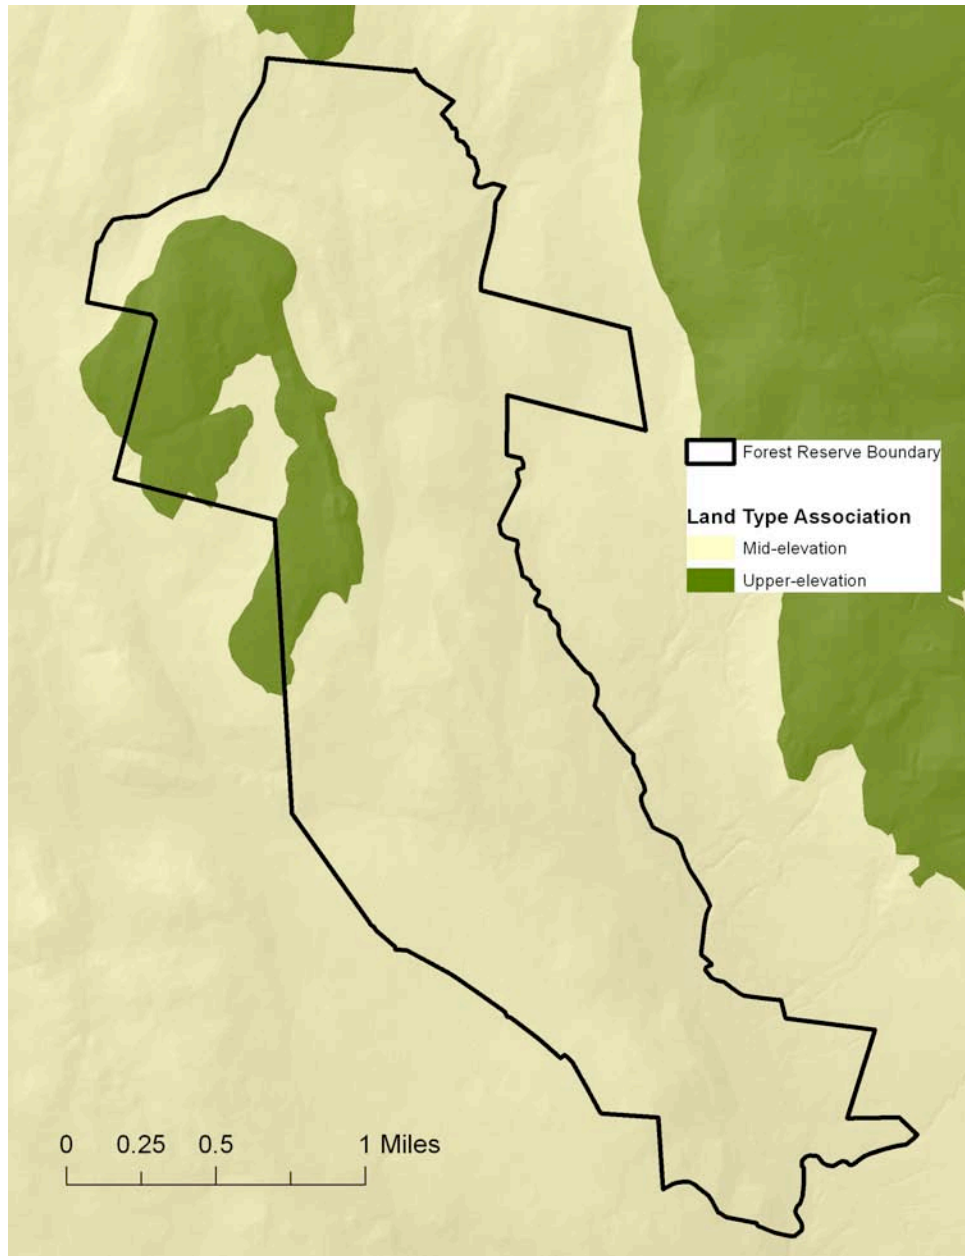 Forest Reserve Boundary
Land Type Association
Mid-elevation
Upper-elevation
0 0.25 0.5 1 Miles